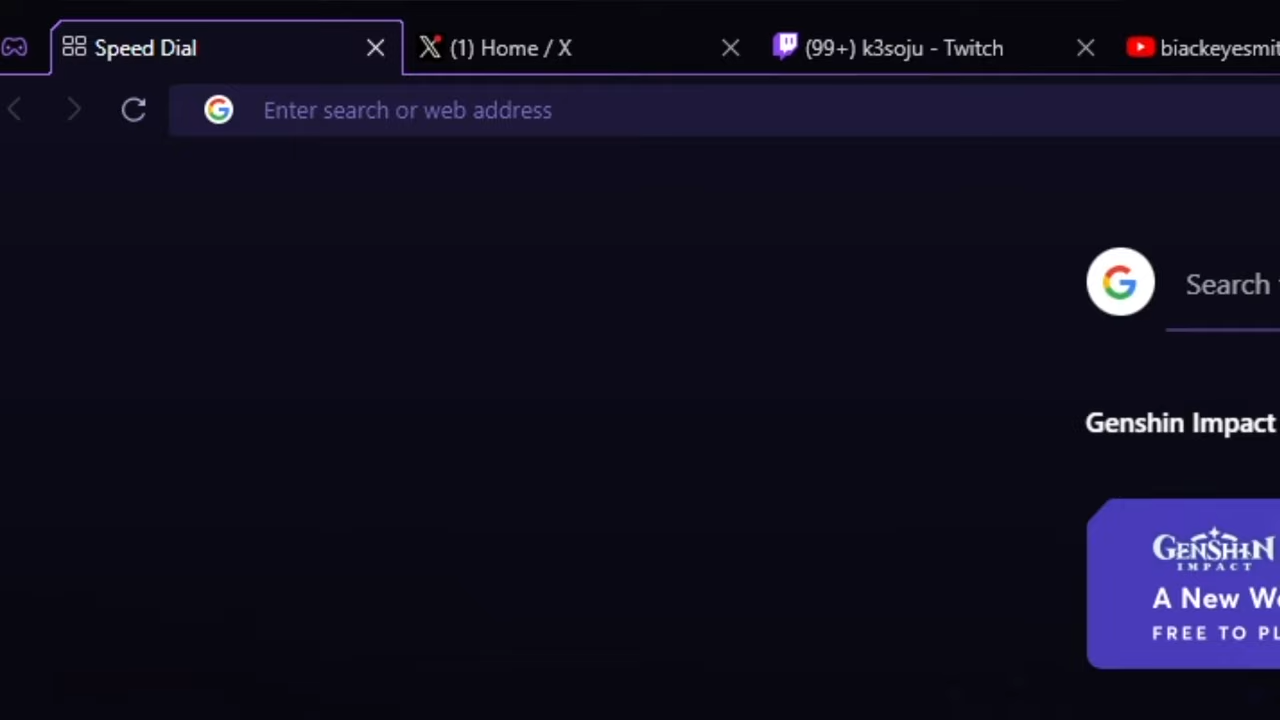 Speed Dial
(1) Home / X
(99+) k3soju - Twitch
biackeyesmit
Enter search or web address
Search
Genshin Impact
GENSHIN
IMPACT
A New Wo
FREE TO PL